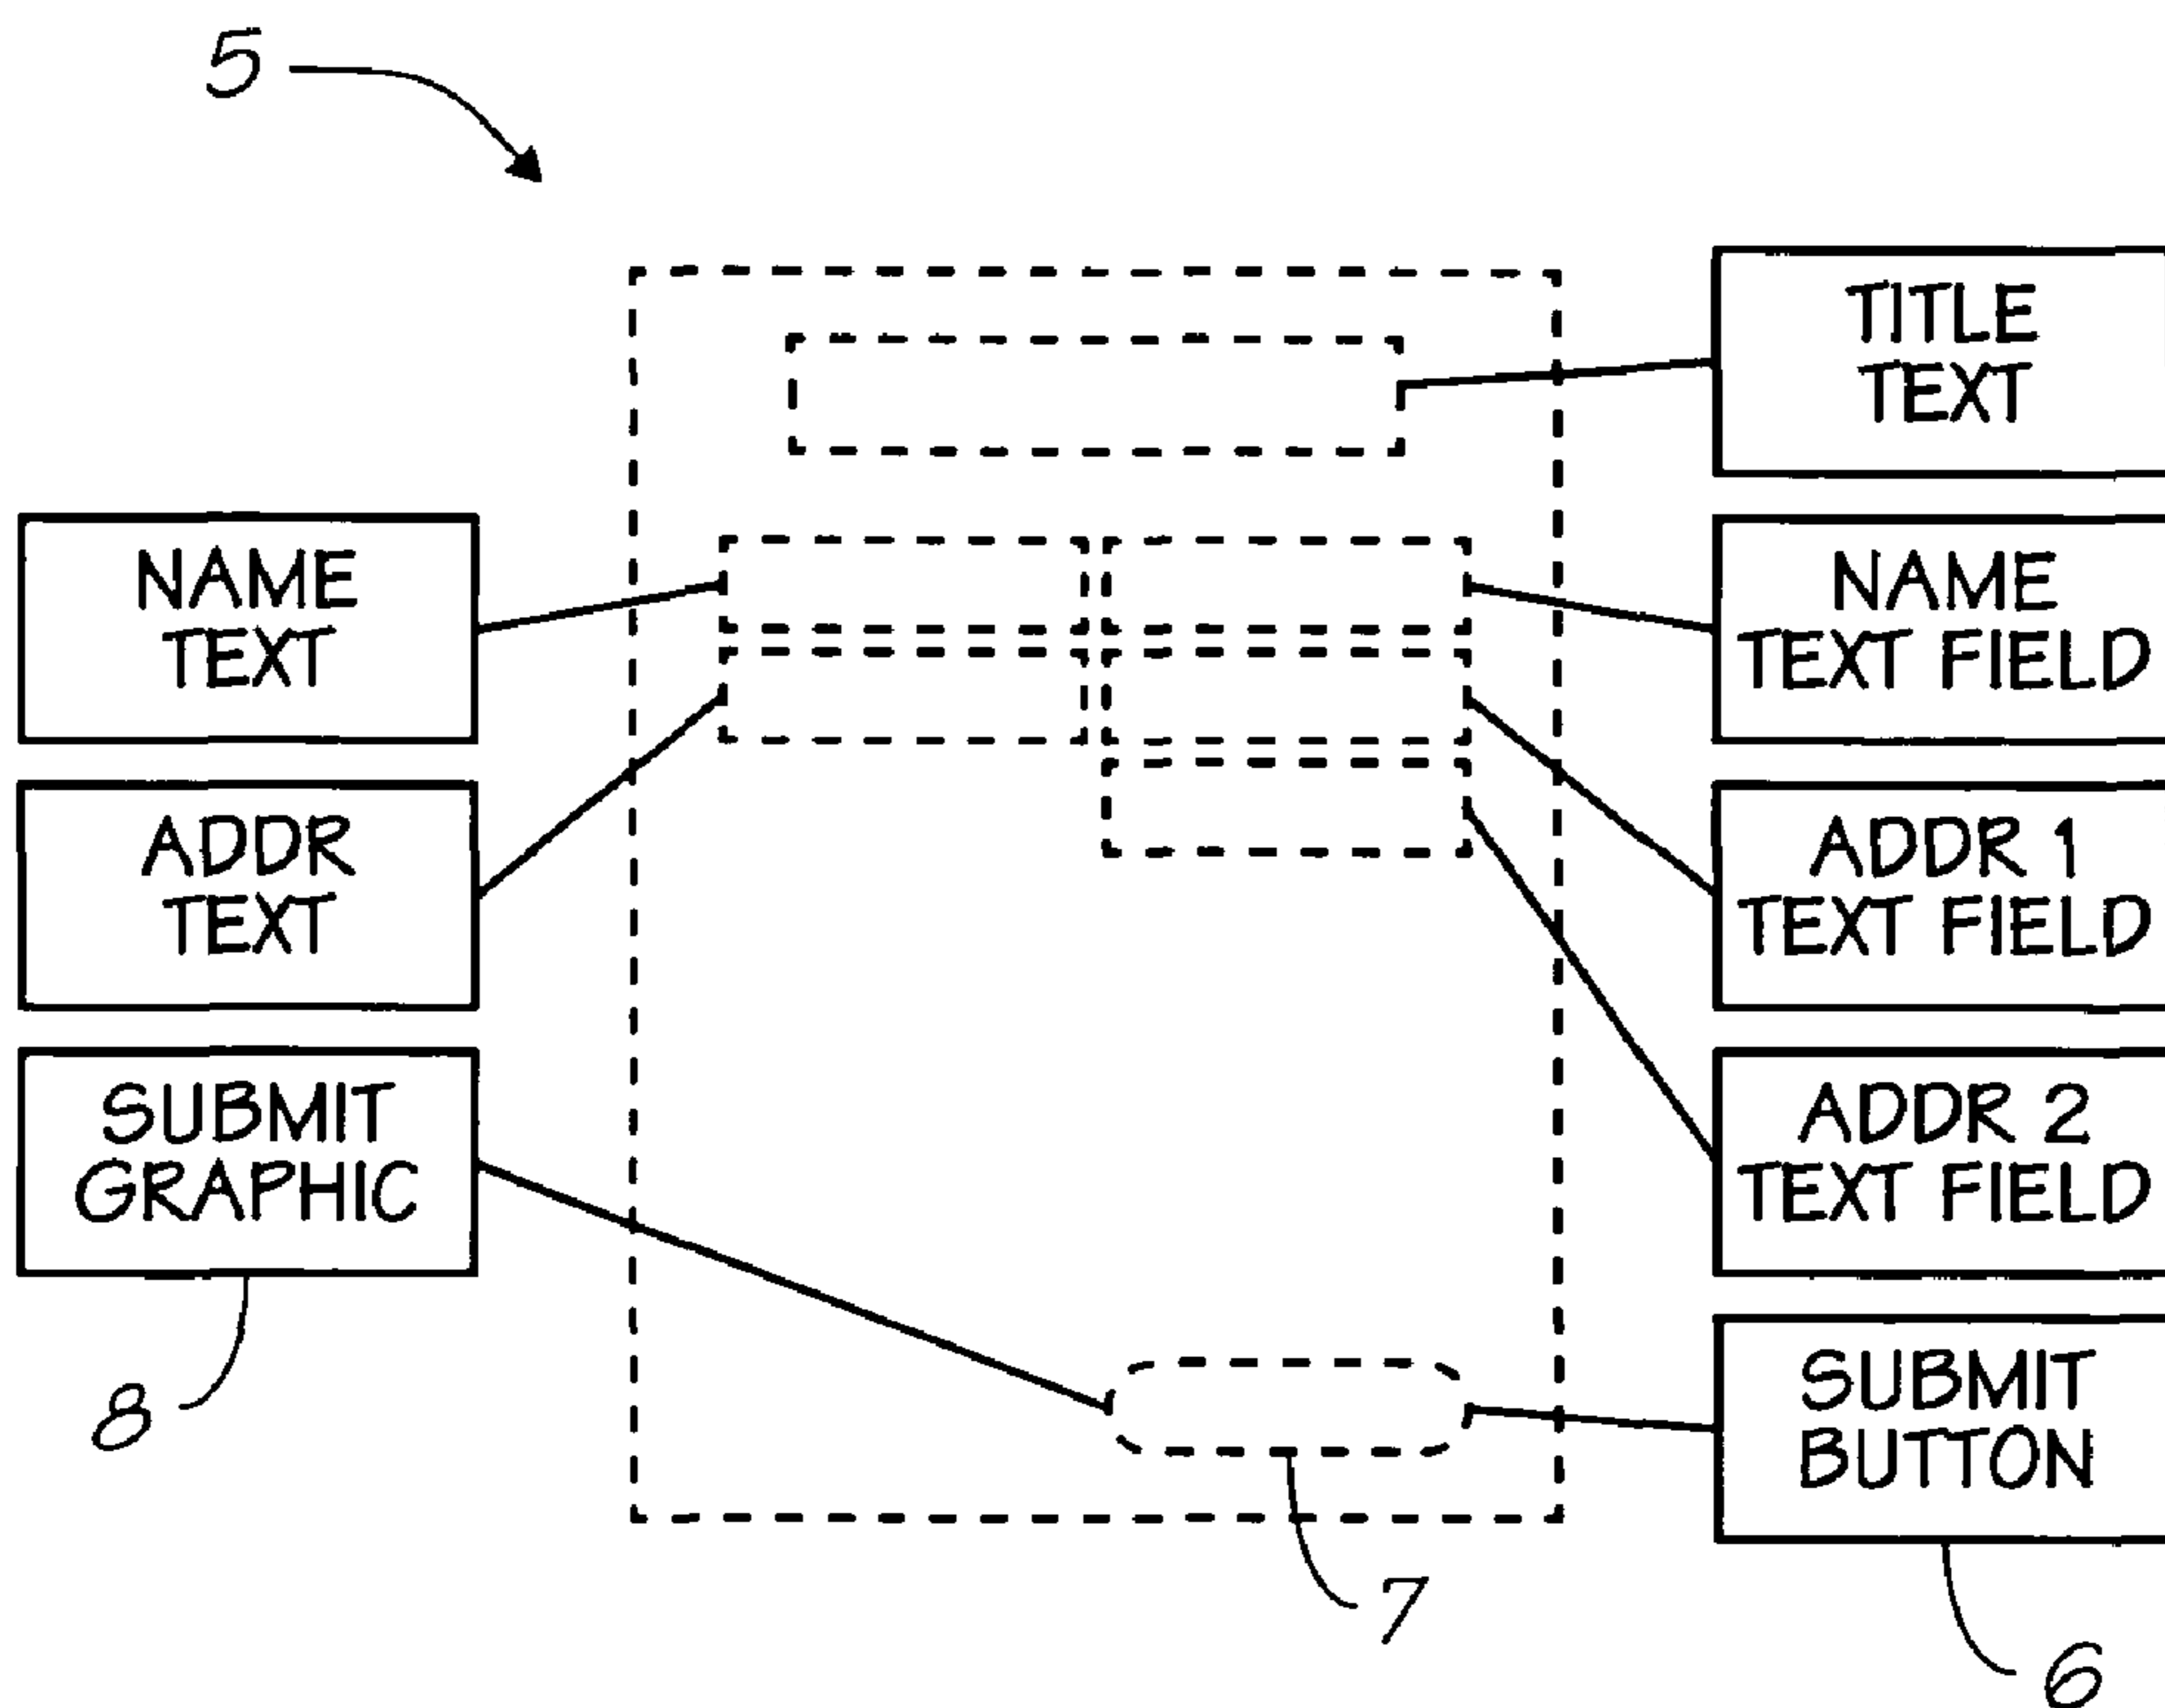 5
TITLE
TEXT
NAME
TEXT
NAME
TEXT FIELD
ADDR
TEXT
ADDR 1
TEXT FIELD
SUBMIT
GRAPHIC
ADDR 2
TEXT FIELD
SUBMIT
BUTTON
8
7
6